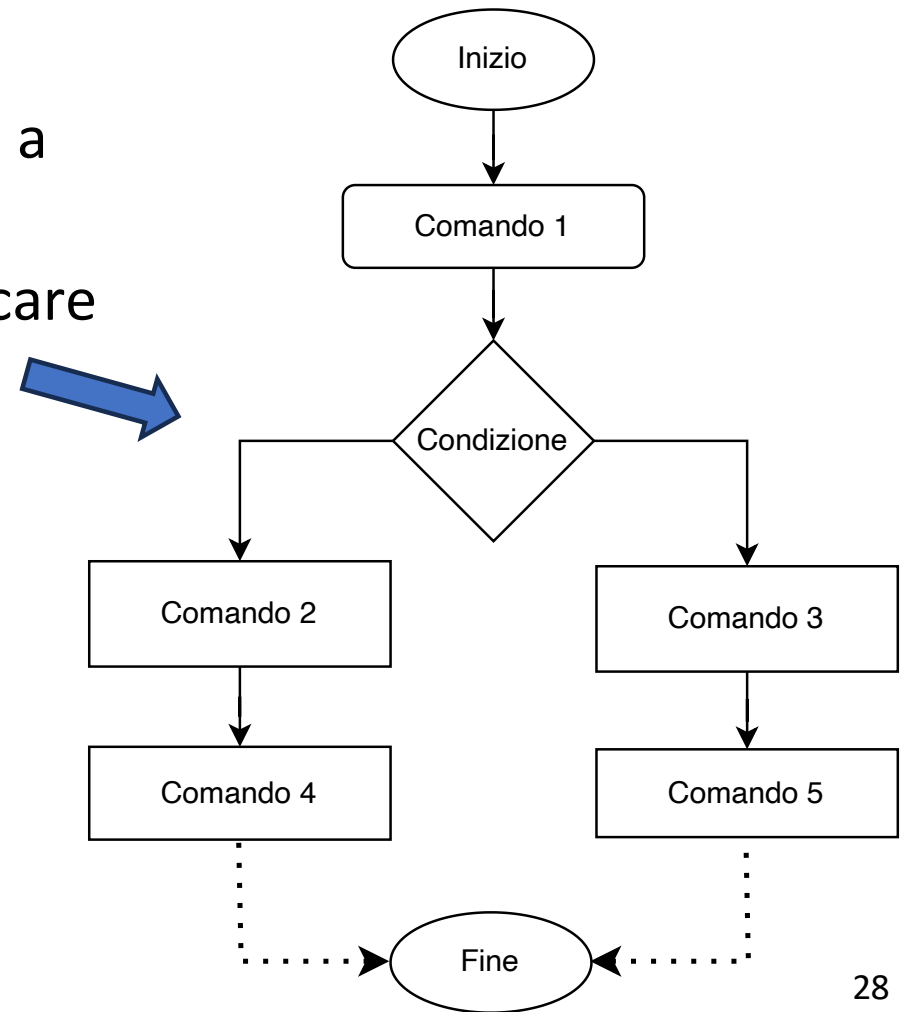 Inizio
a
Comando 1
care
Condizione
Comando 2
Comando 3
Comando 4
Comando 5
Fine
28